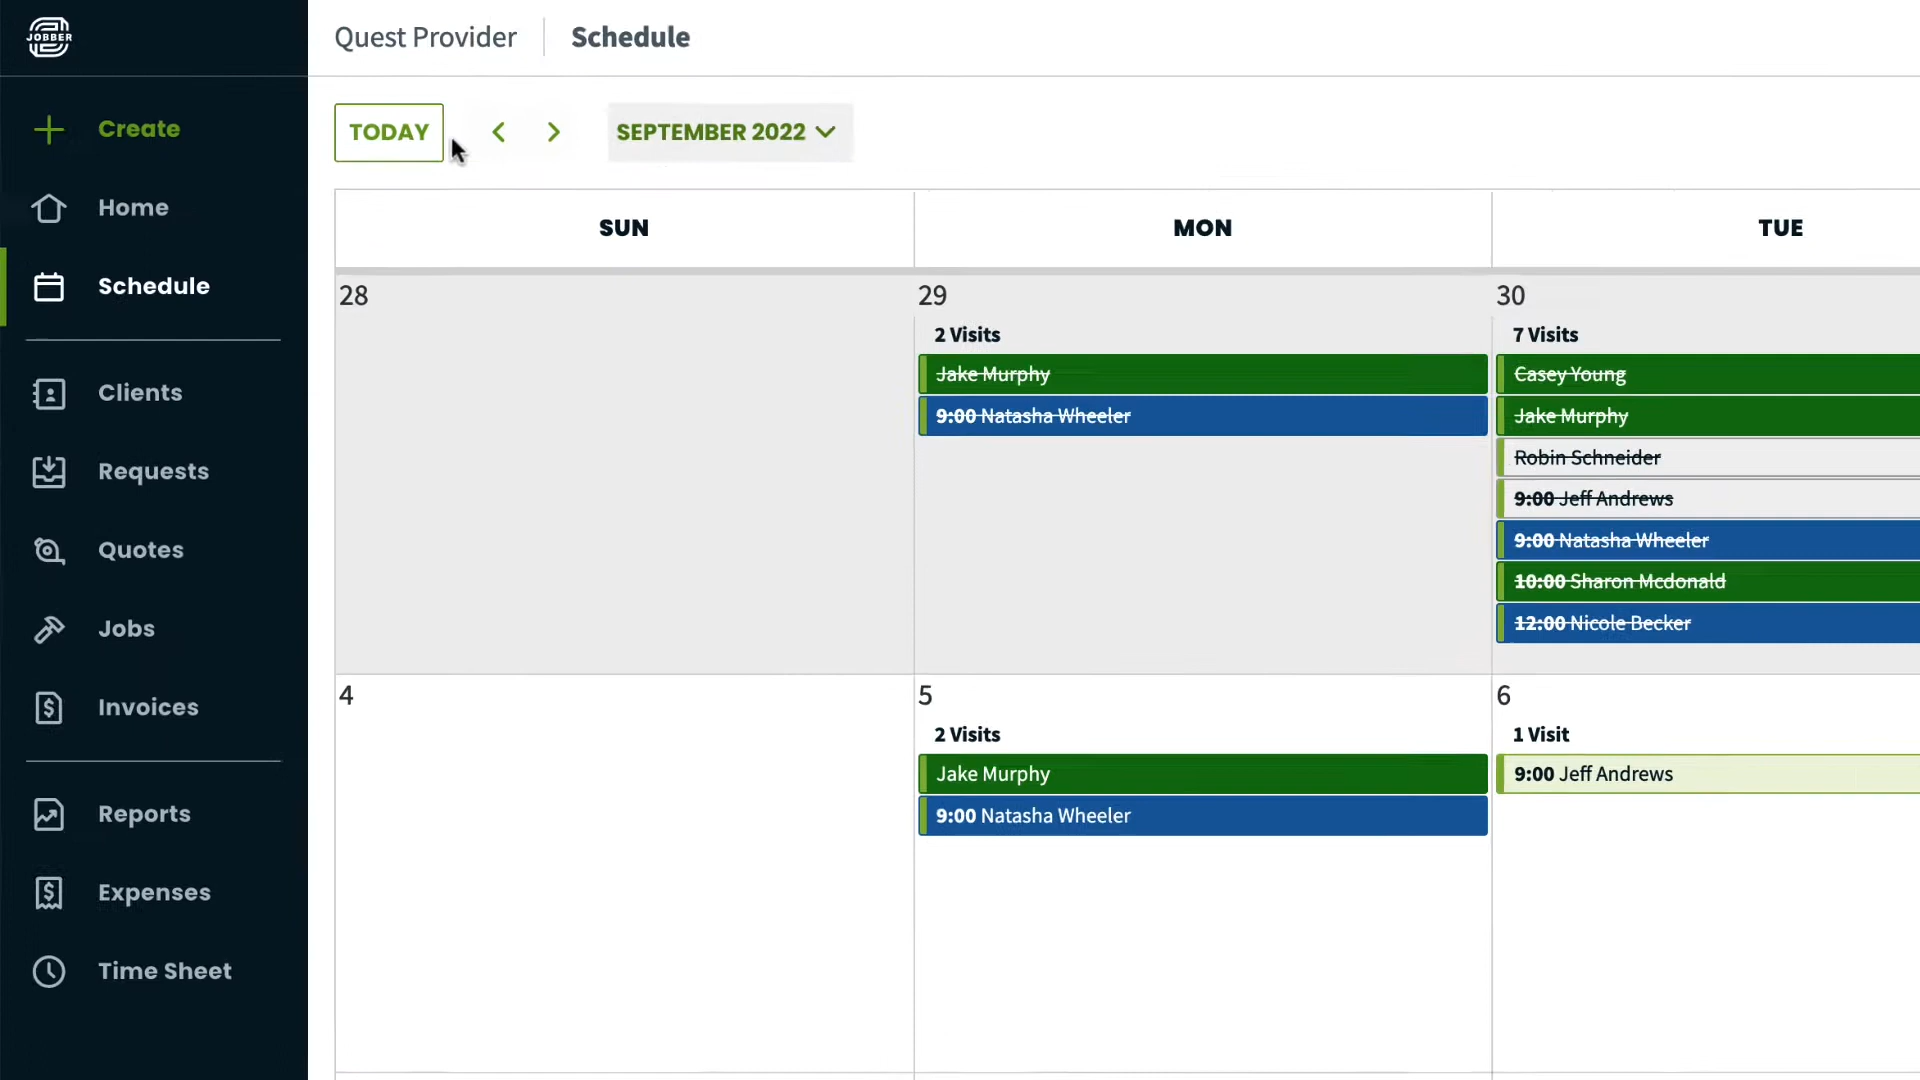 JOBBER
Quest Provider
Schedule
Create
Home
Schedule
Clients
Requests
Quotes
Jobs
Invoices
Reports
Expenses
Time Sheet
TODAY
SEPTEMBER 2022
SUN
MON
TUE
28
29
2 Visits
Jake Murphy
9:00 Natasha Wheeler
30
7 Visits
Casey Young
Jake Murphy
Robin Schneider
9:00 Jeff Andrews
9:00 Natasha Wheeler
10:00 Sharon Mcdonald
12:00 Nicole Becker
4
5
2 Visits
Jake Murphy
9:00 Natasha Wheeler
6
1 Visit
9:00 Jeff Andrews